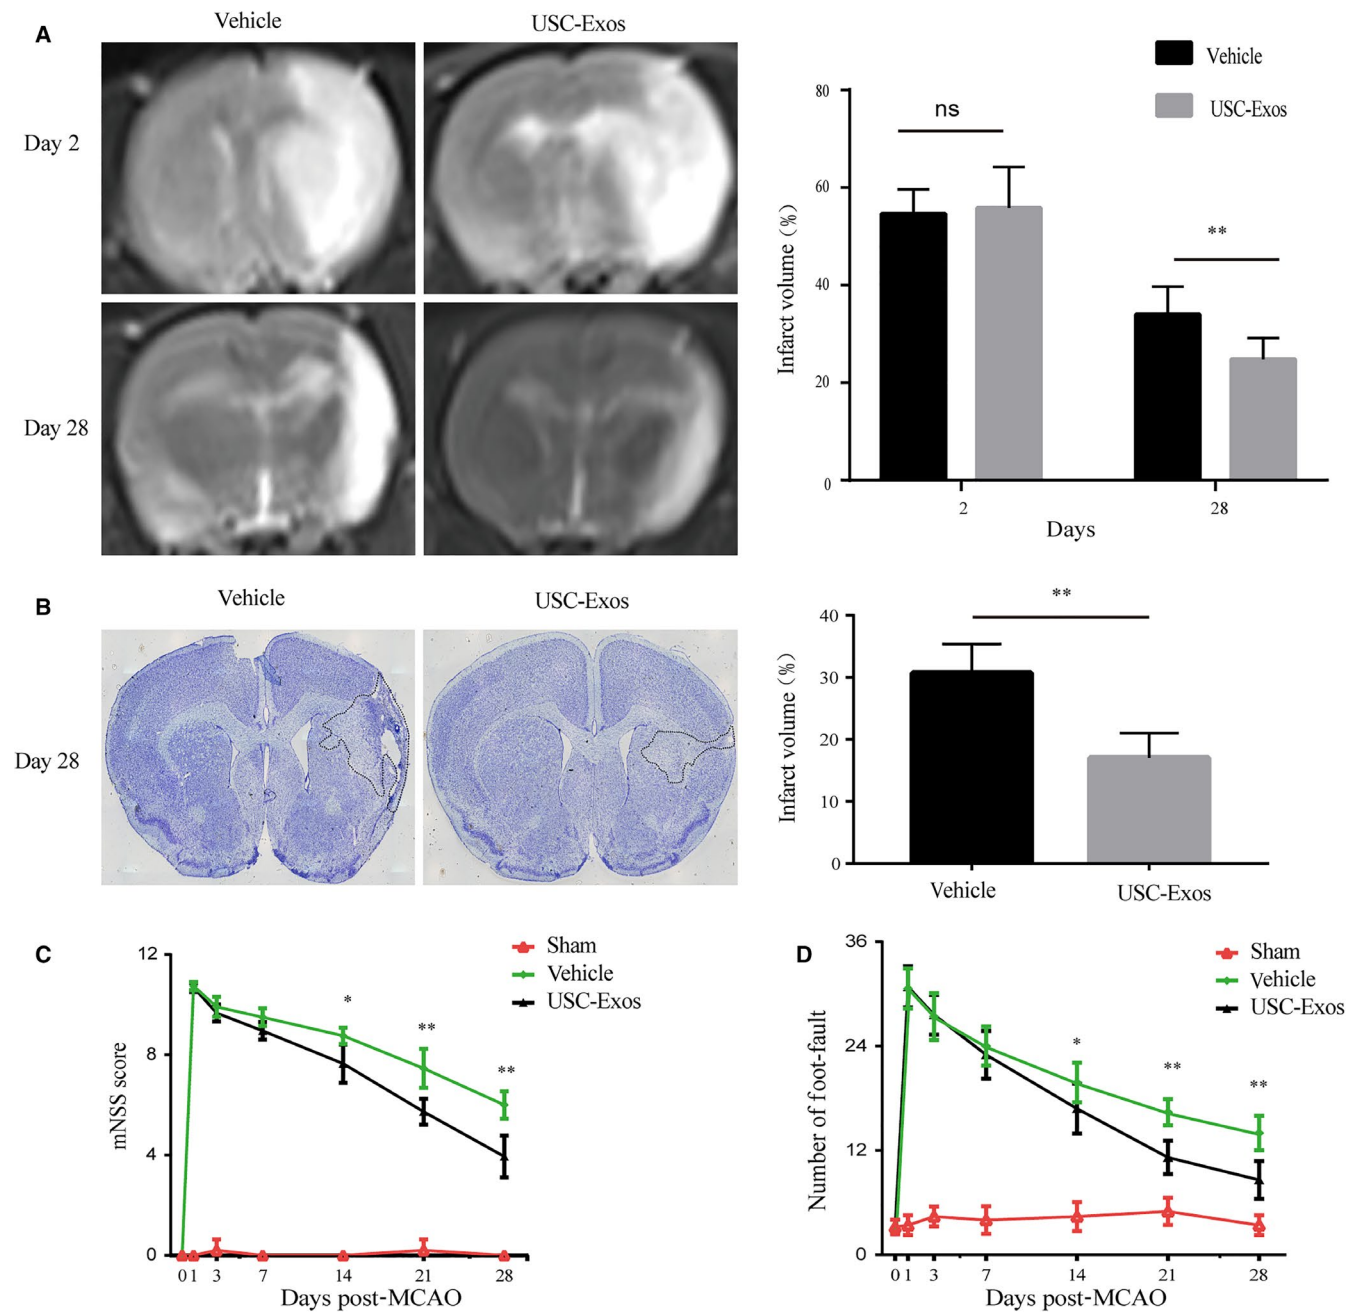 A
Vehicle
USC-Exos
Day 2
Day 28
Vehicle
USC-Exos
80
60
40
20
0
Infarct volume (%)
ns
**
2
28
Days
B
Vehicle
USC-Exos
Day 28
40
30
20
10
0
Infarct volume (%)
**
Vehicle
USC-Exos
C
Sham
Vehicle
USC-Exos
12
8
4
0
mNSS score
*
**
**
0 1 3 7 14 21 28
Days post-MCAO
D
Sham
Vehicle
USC-Exos
36
24
12
0
Number of foot-fault
*
**
**
0 1 3 7 14 21 28
Days post-MCAO